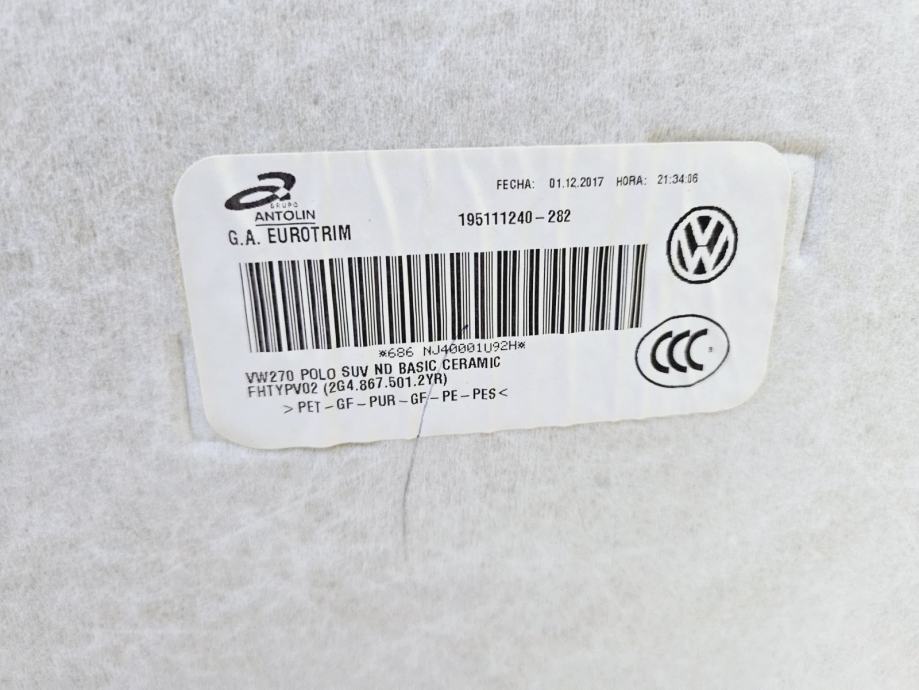 GRUPO
ANTOLIN
G.A. EUROTRIM
FECHA: 01.12.2017 HORA: 21:34:06
195111240-282
*686 NJ40001U92H*
VW270 POLO SUV ND BASIC CERAMIC
FHTYPV02 (2G4.867.501.2YR)
>PET-GF-PUR-GF-PE-PES<
VW
CCC